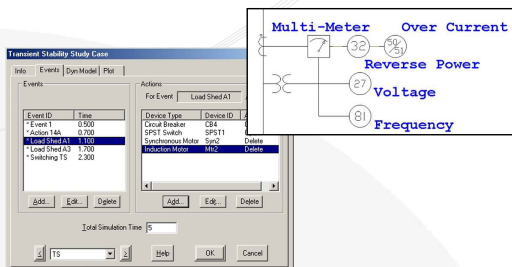 Multi-Meter Over Current
32
50/51
Reverse Power
27
Voltage
81
Frequency
Transient Stability Study Case
Info Events Dyn Model Plot
Events
Actions
For Event Load Shed A1
Event ID Time
* Event 1 0.500
* Action 14A 0.700
* Load Shed A1 1.100
* Load Shed A3 1.700
* Switching TS 2.300
Device Type Device ID
Circuit Breaker CB4
SPST Switch SPST1
Synchronous Motor Syn2 Delete
Induction Motor Mtr2 Delete
Add... Edit... Delete
Add... Edit... Delete
Total Simulation Time 5
< TS > Help OK Cancel